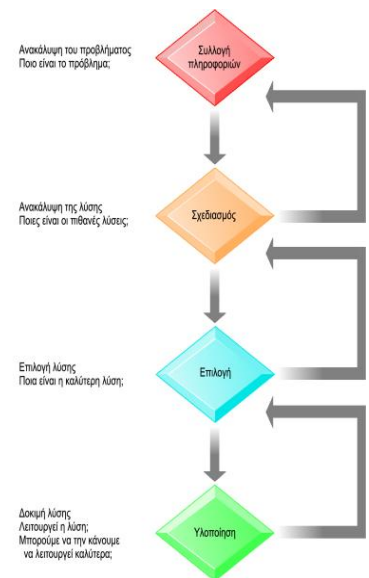 Ανακάλυψη του προβλήματος
Ποιο είναι το πρόβλημα;
Συλλογή
πληροφοριών
Ανακάλυψη της λύσης
Ποιες είναι οι πιθανές λύσεις;
Σχεδιασμός
Επιλογή λύσης
Ποια είναι η καλύτερη λύση;
Επιλογή
Δοκιμή λύσης
Λειτουργεί η λύση;
Μπορούμε να την κάνουμε
να λειτουργεί καλύτερα;
Υλοποίηση